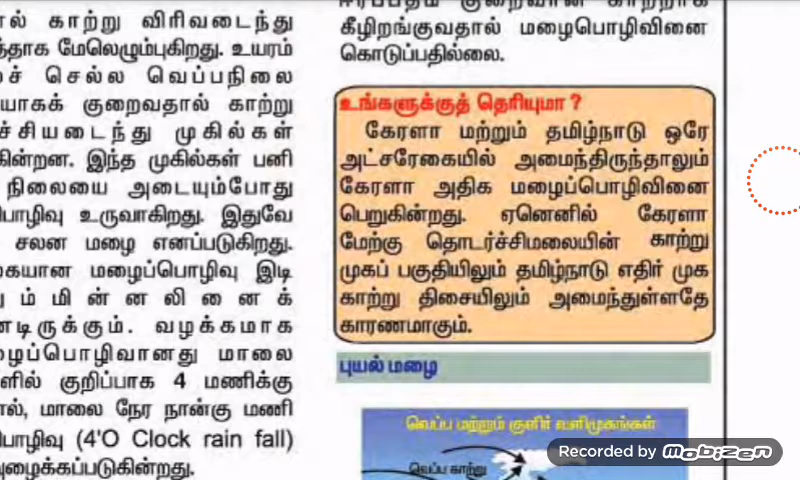 ால் காற்று விரிவடைந்து
ந்தாக மேலெழும்புகிறது. உயரம்
ச் செல்ல வெப்பநிலை
யாகக் குறைவதால் காற்று
ச்சியடைந்து முகில்கள்
கின்றன. இந்த முகில்கள் பனி
நிலையை அடையும்போது
பொழிவு உருவாகிறது. இதுவே
சலன மழை எனப்படுகிறது.
கையான மழைப்பொழிவு இடி
ும் மின்னலினைக்
டிருக்கும். வழக்கமாக
ழைப்பொழிவானது மாலை
ளில் குறிப்பாக 4 மணிக்கு
ால், மாலை நேர நான்கு மணி
பொழிவு (4'O Clock rain fall)
ழைக்கப்படுகின்றது.
ஈரப்பதம் குறைவான காற்றாக
கீழிறங்குவதால் மழைபொழிவினை
கொடுப்பதில்லை.
உங்களுக்குத் தெரியுமா ?
கேரளா மற்றும் தமிழ்நாடு ஒரே
அட்சரேகையில் அமைந்திருந்தாலும்
கேரளா அதிக மழைப்பொழிவினை
பெறுகின்றது. ஏனெனில் கேரளா
மேற்கு தொடர்ச்சிமலையின் காற்று
முகப் பகுதியிலும் தமிழ்நாடு எதிர் முக
காற்று திசையிலும் அமைந்துள்ளதே
காரணமாகும்.
புயல் மழை
வெப்ப மற்றும் குளிர் வளிமுகங்கள்
வெப்ப காற்று
Recorded by mobizen